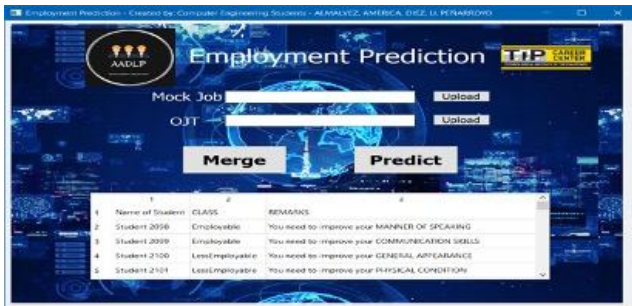 Employment Prediction - Created by: Computer Engineering Students - ALMALVEZ, AMERICA, DIEZ, LI, PEÑARROYO
AADLP
Employment Prediction
T.I.P CAREER CENTER
Mock Job
Upload
OJT
Upload
Merge
Predict
1 2 3
1 Name of Student CLASS REMARKS
2 Student 2098 Employable You need to improve your MANNER OF SPEAKING
3 Student 2099 Employable You need to improve your COMMUNICATION SKILLS
4 Student 2100 LessEmployable You need to improve your GENERAL APPEARANCE
5 Student 2101 LessEmployable You need to improve your PHYSICAL CONDITION